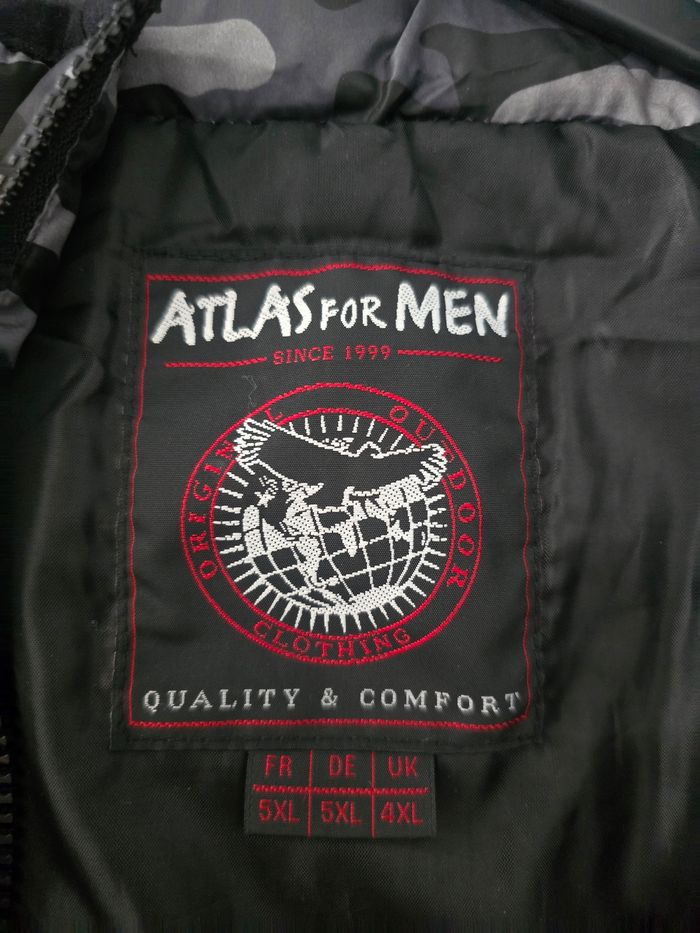 ATLAS FOR MEN
SINCE 1999
ORIGINAL OUTDOOR
CLOTHING
QUALITY & COMFORT
FR DE UK
5XL 5XL 4XL